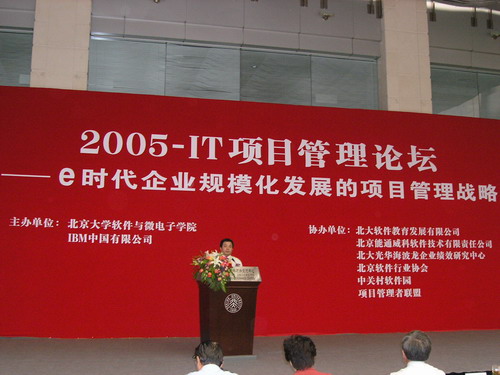 2005-IT项目管理论坛
——e时代企业规模化发展的项目管理战略
主办单位：北京大学软件与微电子学院
IBM中国有限公司
协办单位：北大软件教育发展有限公司
北京能通威科软件技术有限责任公司
北大光华海波龙企业绩效研究中心
北京软件行业协会
中关村软件园
项目管理者联盟